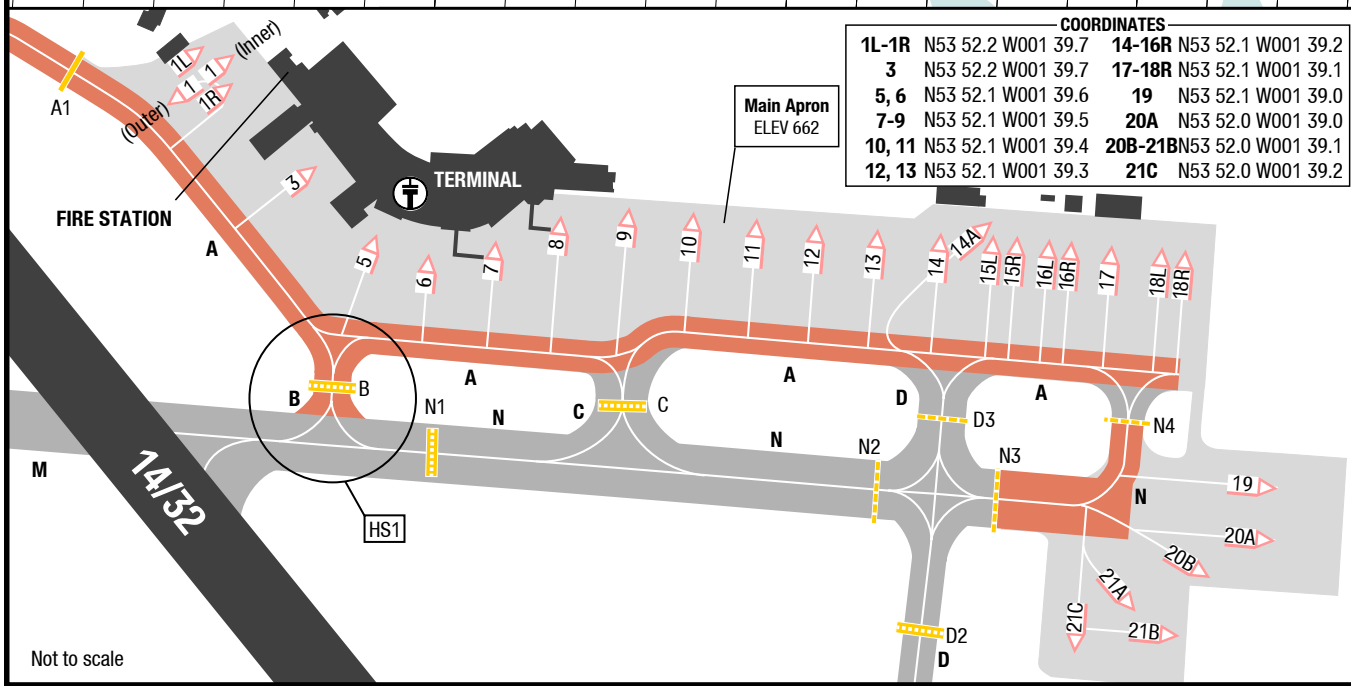 COORDINATES
1L-1R N53 52.2 W001 39.7 14-16R N53 52.1 W001 39.2
3 N53 52.2 W001 39.7 17-18R N53 52.1 W001 39.1
5, 6 N53 52.1 W001 39.6 19 N53 52.1 W001 39.0
7-9 N53 52.1 W001 39.5 20A N53 52.0 W001 39.0
10, 11 N53 52.1 W001 39.4 20B-21B N53 52.0 W001 39.1
12, 13 N53 52.1 W001 39.3 21C N53 52.0 W001 39.2
Main Apron
ELEV 662
A1
1L
1
1
(Inner)
(Outer)
1R
3
TERMINAL
FIRE STATION
A
5
6
7
8
9
10
11
12
13
14
14A
15L
15R
16L
16R
17
18L
18R
A
A
A
B
B
N1
N
C
C
N
N2
D
D3
N3
N4
N
M
14/32
HS1
19
20A
20B
21A
21B
21C
D2
D
Not to scale